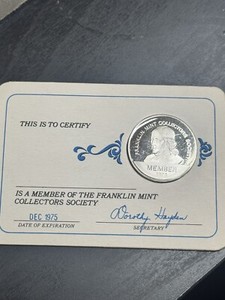 THIS IS TO CERTIFY
FRANKLIN MINT COLLECTORS
MEMBER
IS A MEMBER OF THE FRANKLIN MINT
COLLECTORS SOCIETY
DEC 1975
Dorothy Hayden
DATE OF EXPIRATION
SECRETARY